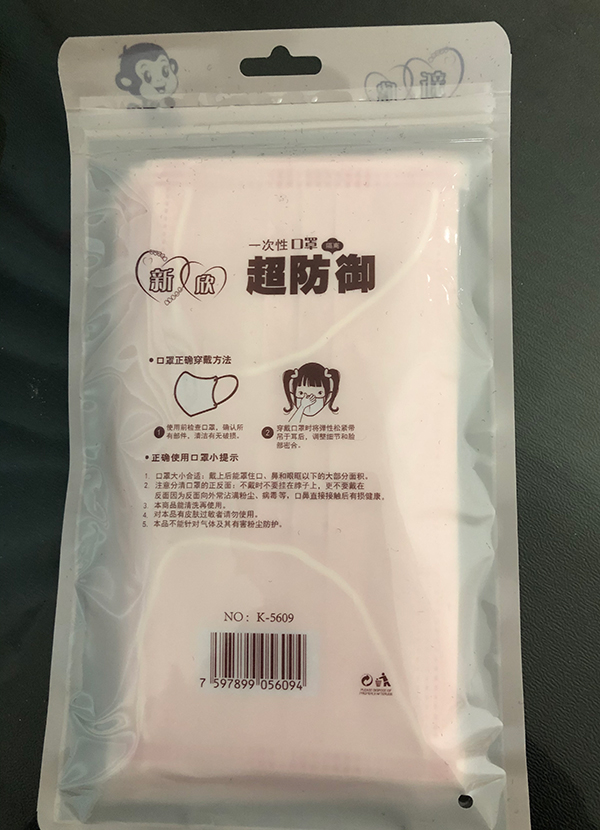 新欣
一次性口罩 隔离
超防御
• 口罩正确穿戴方法
1 使用前检查口罩，确认所
有部件，清洁有无破损。
2 穿戴口罩时将弹性松紧带
吊于耳后，调整细节和脸
部密合。
• 正确使用口罩小提示
1. 口罩大小合适：戴上后能罩住口、鼻和眼眶以下的大部分面积。
2. 注意分清口罩的正反面：不戴时不要挂在脖子上，更不要戴在
反面因为反面向外常沾满粉尘、病毒等，口鼻直接接触后有损健康。
3. 本商品能清洗再使用。
4. 对本品有皮肤过敏者请勿使用。
5. 本品不能针对气体及其有害粉尘防护。
NO：K-5609
7 597899 056094